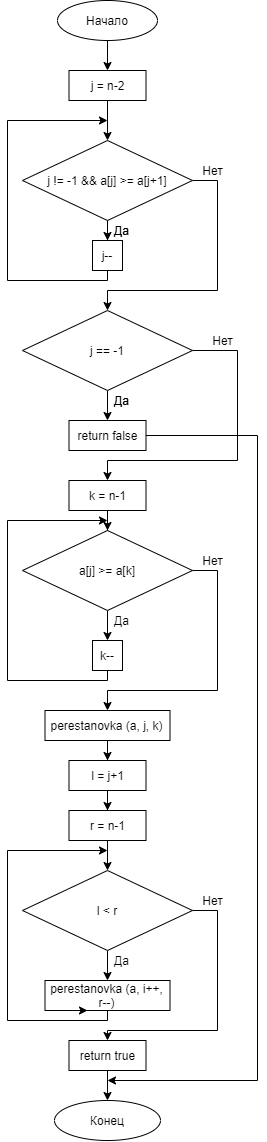 Начало
j = n-2
j != -1 && a[j] >= a[j+1]
Нет
Да
j--
j == -1
Нет
Да
return false
k = n-1
a[j] >= a[k]
Нет
Да
k--
perestanovka (a, j, k)
l = j+1
r = n-1
l < r
Нет
Да
perestanovka (a, i++,
r--)
return true
Конец